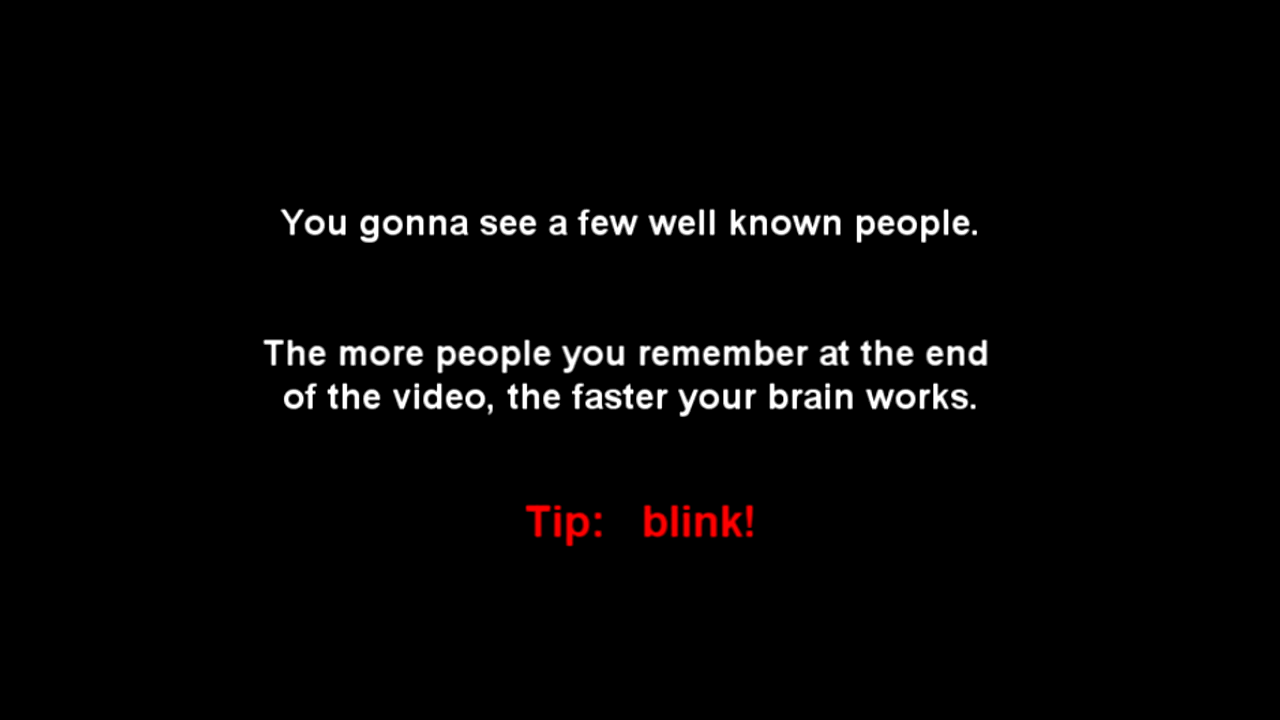 You gonna see a few well known people.
The more people you remember at the end
of the video, the faster your brain works.
Tip: blink!